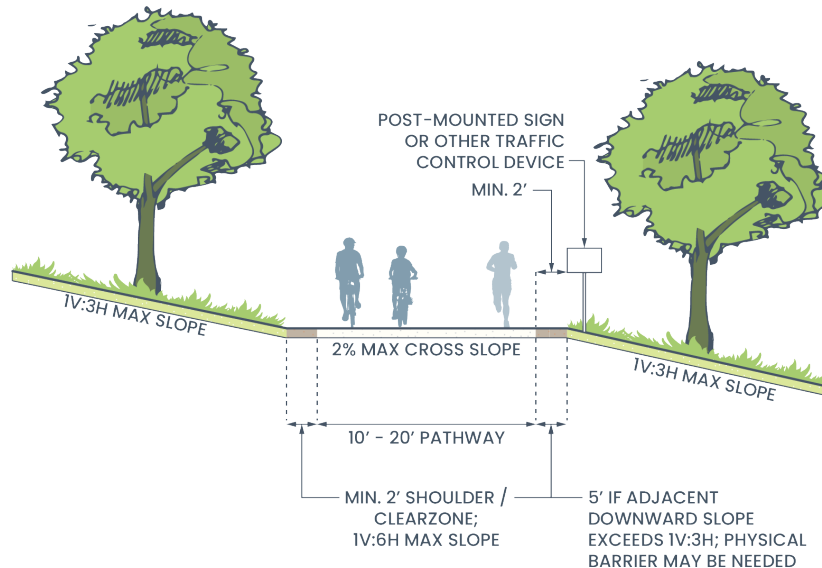 POST-MOUNTED SIGN
OR OTHER TRAFFIC
CONTROL DEVICE
MIN. 2’
1V:3H MAX SLOPE
2% MAX CROSS SLOPE
1V:3H MAX SLOPE
10’ - 20’ PATHWAY
MIN. 2’ SHOULDER /
CLEARZONE;
1V:6H MAX SLOPE
5’ IF ADJACENT
DOWNWARD SLOPE
EXCEEDS 1V:3H; PHYSICAL
BARRIER MAY BE NEEDED